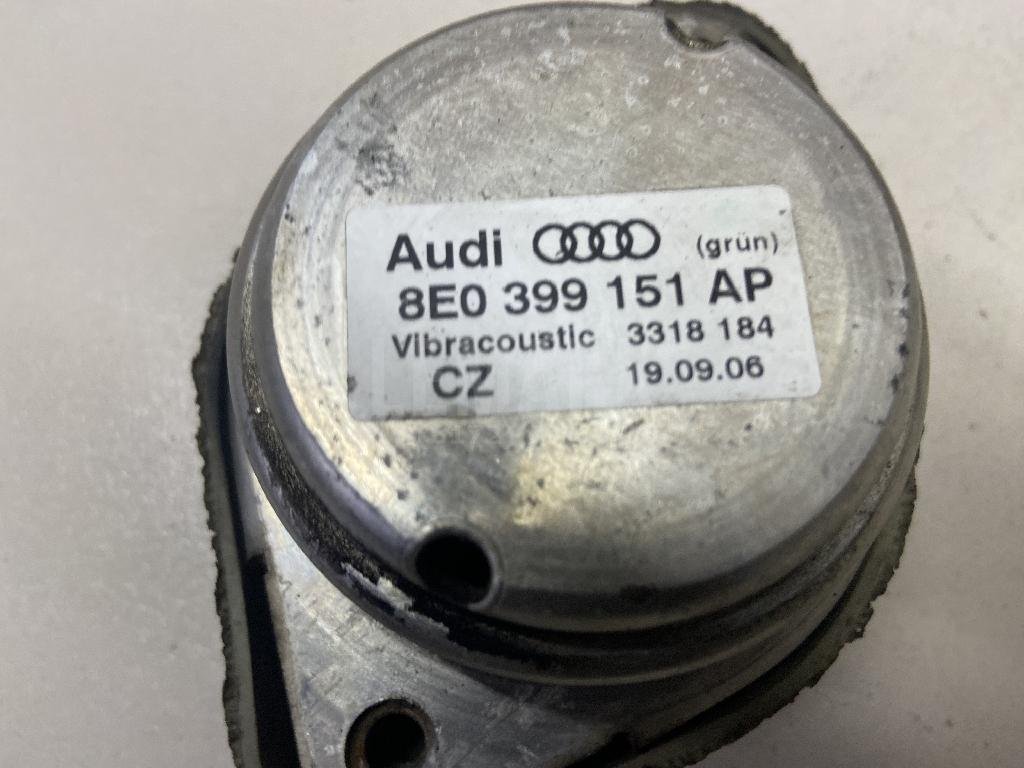 Audi (grün)
8E0 399 151 AP
Vibracoustic 3318 184
CZ 19.09.06